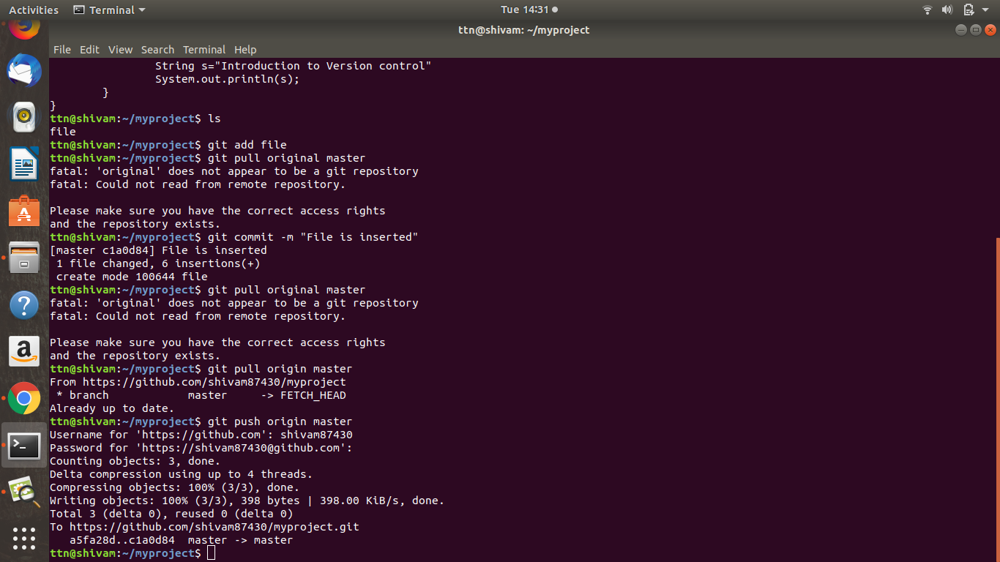 Activities Terminal Tue 14:31
ttn@shivam: ~/myproject
File Edit View Search Terminal Help
String s="Introduction to Version control"
System.out.println(s);
}
}
ttn@shivam:~/myproject$ ls
file
ttn@shivam:~/myproject$ git add file
ttn@shivam:~/myproject$ git pull original master
fatal: 'original' does not appear to be a git repository
fatal: Could not read from remote repository.
Please make sure you have the correct access rights
and the repository exists.
ttn@shivam:~/myproject$ git commit -m "File is inserted"
[master c1a0d84] File is inserted
1 file changed, 6 insertions(+)
create mode 100644 file
ttn@shivam:~/myproject$ git pull original master
fatal: 'original' does not appear to be a git repository
fatal: Could not read from remote repository.
Please make sure you have the correct access rights
and the repository exists.
ttn@shivam:~/myproject$ git pull origin master
From https://github.com/shivam87430/myproject
* branch master -> FETCH_HEAD
Already up to date.
ttn@shivam:~/myproject$ git push origin master
Username for 'https://github.com': shivam87430
Password for 'https://shivam87430@github.com':
Counting objects: 3, done.
Delta compression using up to 4 threads.
Compressing objects: 100% (3/3), done.
Writing objects: 100% (3/3), 398 bytes | 398.00 KiB/s, done.
Total 3 (delta 0), reused 0 (delta 0)
To https://github.com/shivam87430/myproject.git
a5fa28d..c1a0d84 master -> master
ttn@shivam:~/myproject$